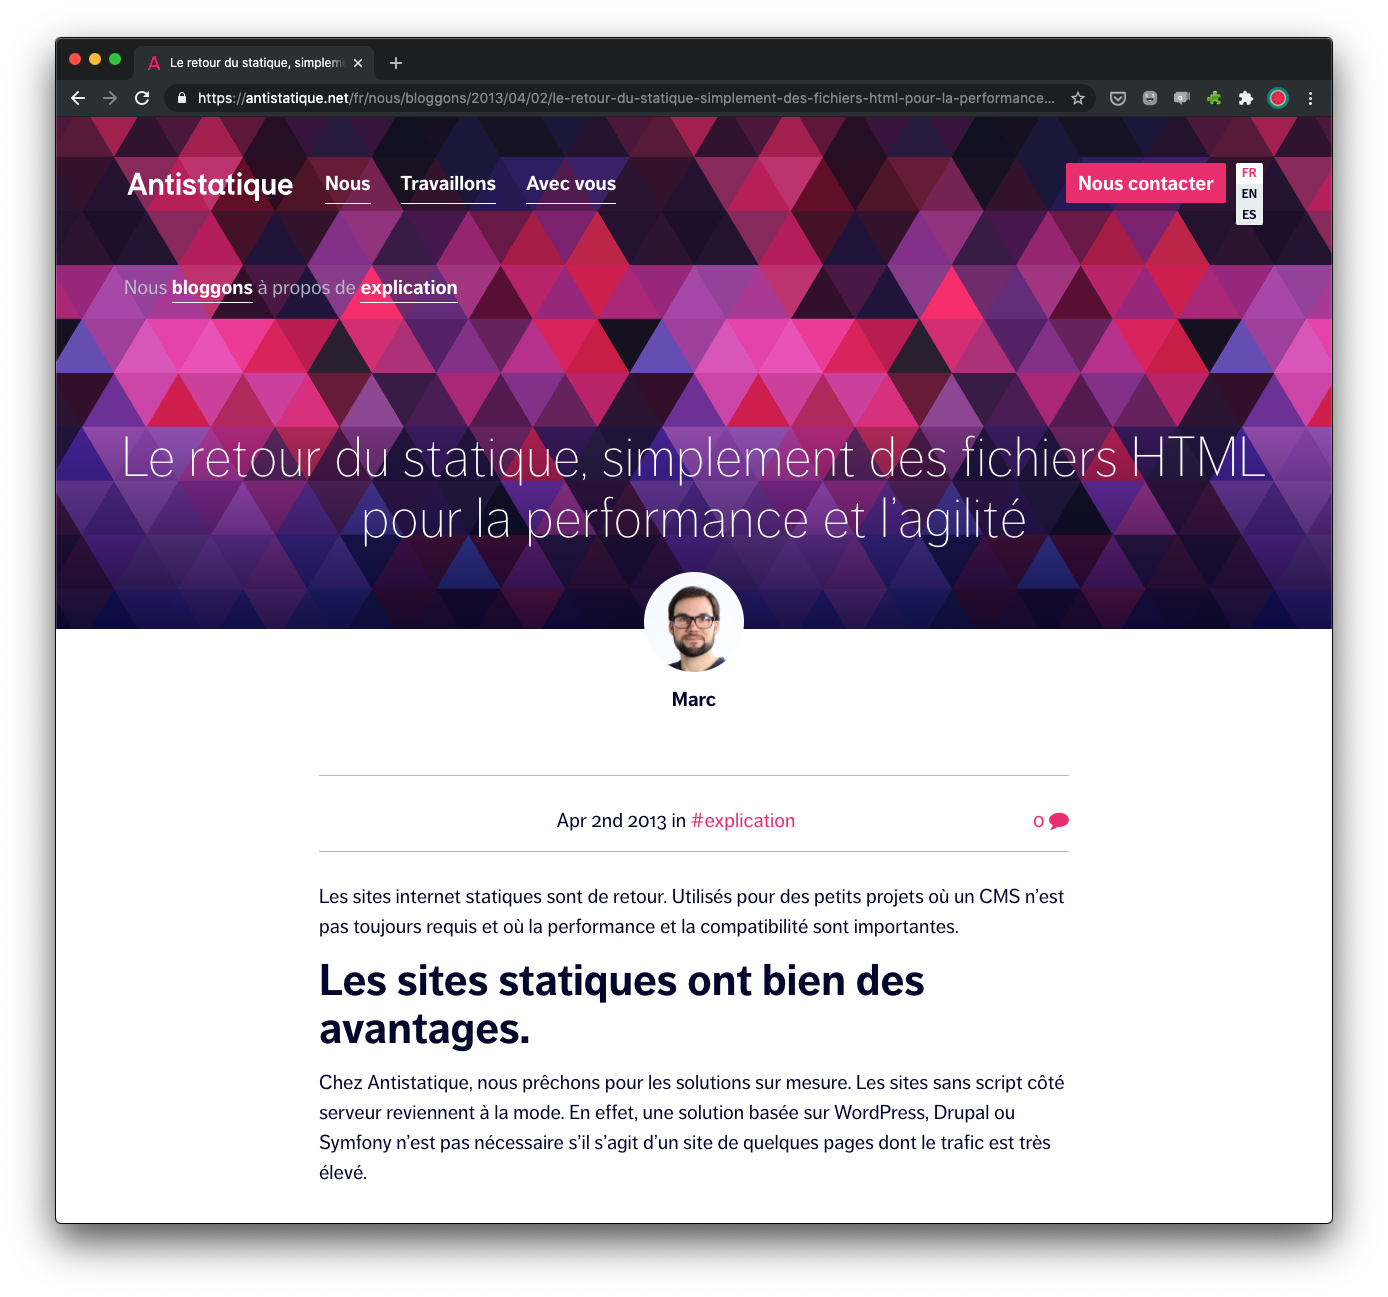 Le retour du statique, simplem
https://antistatique.net/fr/nous/bloggons/2013/04/02/le-retour-du-statique-simplement-des-fichiers-html-pour-la-performance...
Antistatique Nous Travaillons Avec vous Nous contacter
FR
EN
ES
Nous bloggons à propos de explication
Le retour du statique, simplement des fichiers HTML
pour la performance et l’agilité
Marc
Apr 2nd 2013 in #explication 0
Les sites internet statiques sont de retour. Utilisés pour des petits projets où un CMS n’est
pas toujours requis et où la performance et la compatibilité sont importantes.
Les sites statiques ont bien des
avantages.
Chez Antistatique, nous prêchons pour les solutions sur mesure. Les sites sans script côté
serveur reviennent à la mode. En effet, une solution basée sur WordPress, Drupal ou
Symfony n’est pas nécessaire s’il s’agit d’un site de quelques pages dont le trafic est très
élevé.